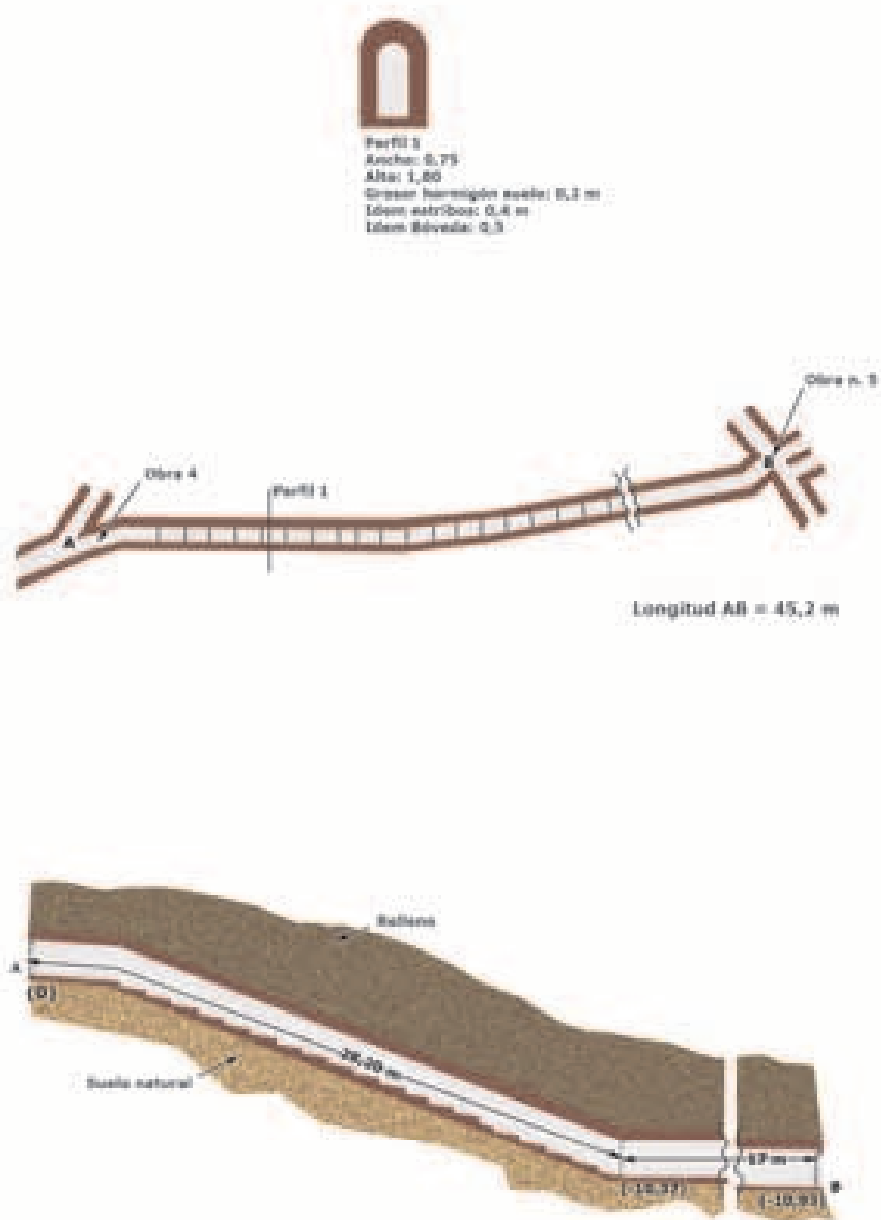 Perfil 1
Ancho: 0,75
Alto: 1,80
Grosor hormigón suelo: 0,2 m
Idem estribos: 0,4 m
Idem Bóveda: 0,5
Obra n. 5
B
Obra 4
Perfil 1
A
Longitud AB = 45,2 m
Relleno
A
(0)
28,20 m
Suelo natural
17 m
B
(-10,37)
(-10,93)